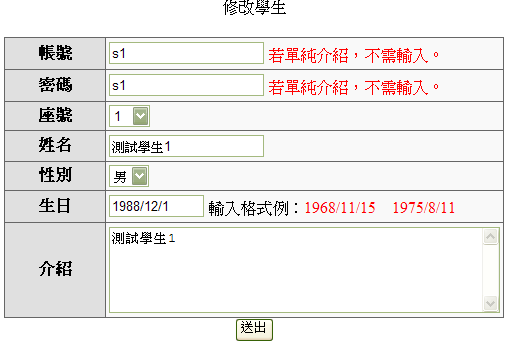 修改學生
帳號 s1 若單純介紹，不需輸入。
密碼 s1 若單純介紹，不需輸入。
座號 1
姓名 測試學生1
性別 男
生日 1988/12/1 輸入格式例：1968/11/15 1975/8/11
介紹 測試學生1
送出